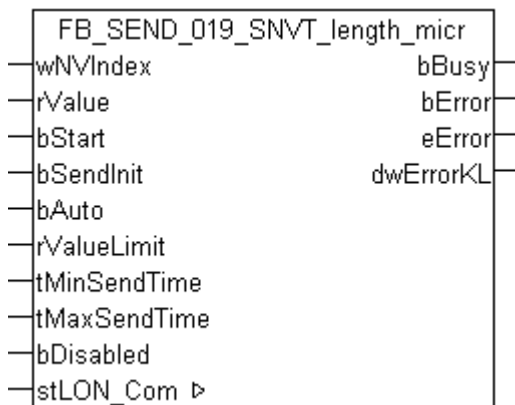 FB_SEND_019_SNVT_length_micr
wNVIndex bBusy
rValue bError
bStart eError
bSendInit dwErrorKL
bAuto
rValueLimit
tMinSendTime
tMaxSendTime
bDisabled
stLON_Com ▷